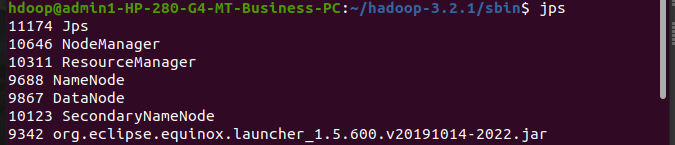 hdoop@admin1-HP-280-G4-MT-Business-PC:~/hadoop-3.2.1/sbin$ jps
11174 Jps
10646 NodeManager
10311 ResourceManager
9688 NameNode
9867 DataNode
10123 SecondaryNameNode
9342 org.eclipse.equinox.launcher_1.5.600.v20191014-2022.jar